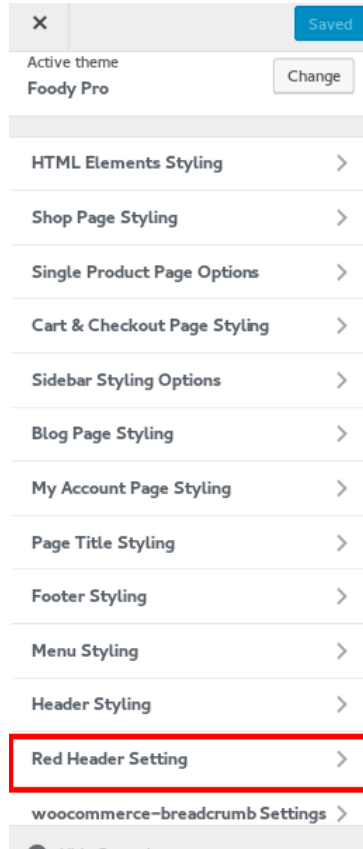 Saved
Active theme
Foody Pro
Change
HTML Elements Styling
Shop Page Styling
Single Product Page Options
Cart & Checkout Page Styling
Sidebar Styling Options
Blog Page Styling
My Account Page Styling
Page Title Styling
Footer Styling
Menu Styling
Header Styling
Red Header Setting
woocommerce-breadcrumb Settings